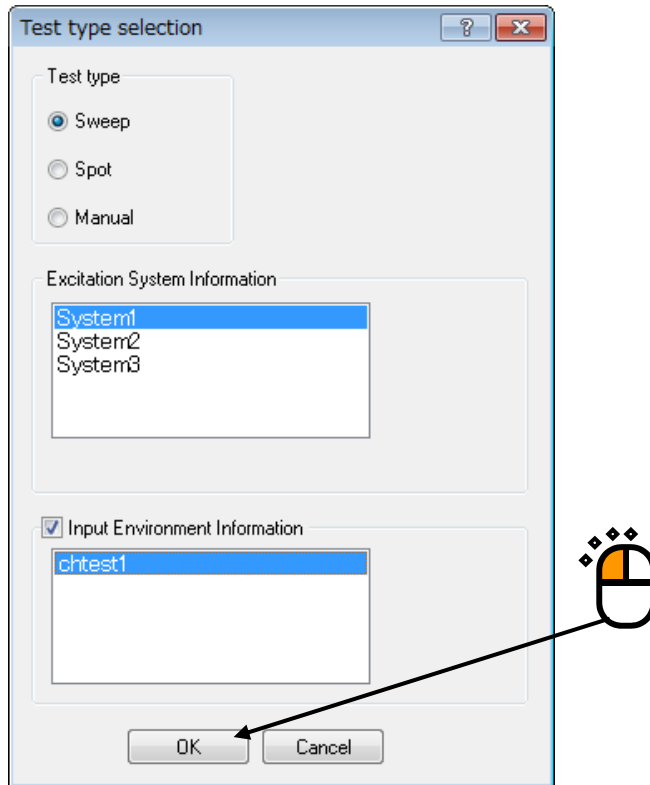 Test type selection
Test type
Sweep
Spot
Manual
Excitation System Information
System1
System2
System3
Input Environment Information
chtest1
OK Cancel